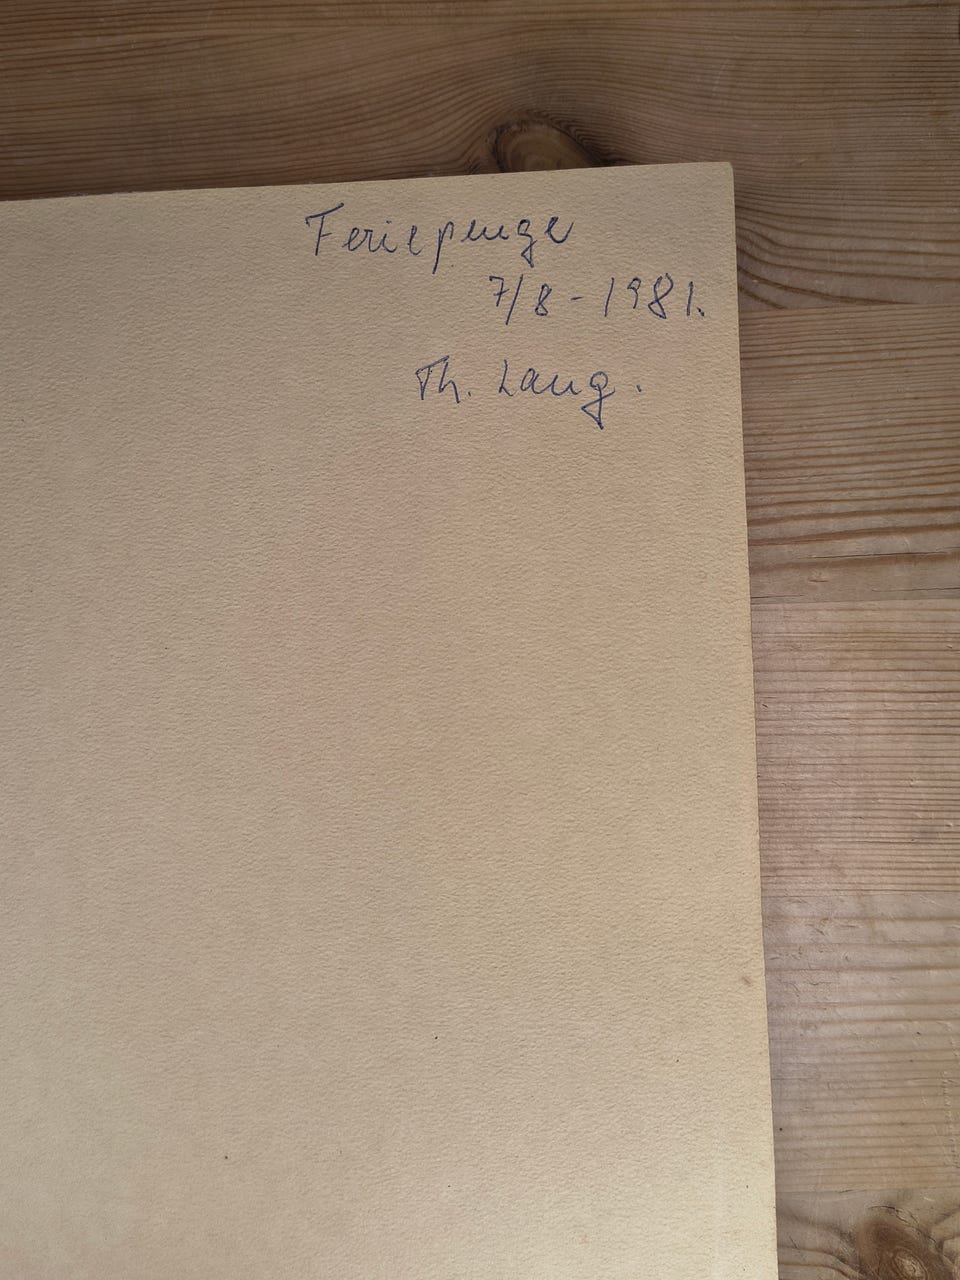 Feriepenge
7/8 - 1981.
Th. Lang.